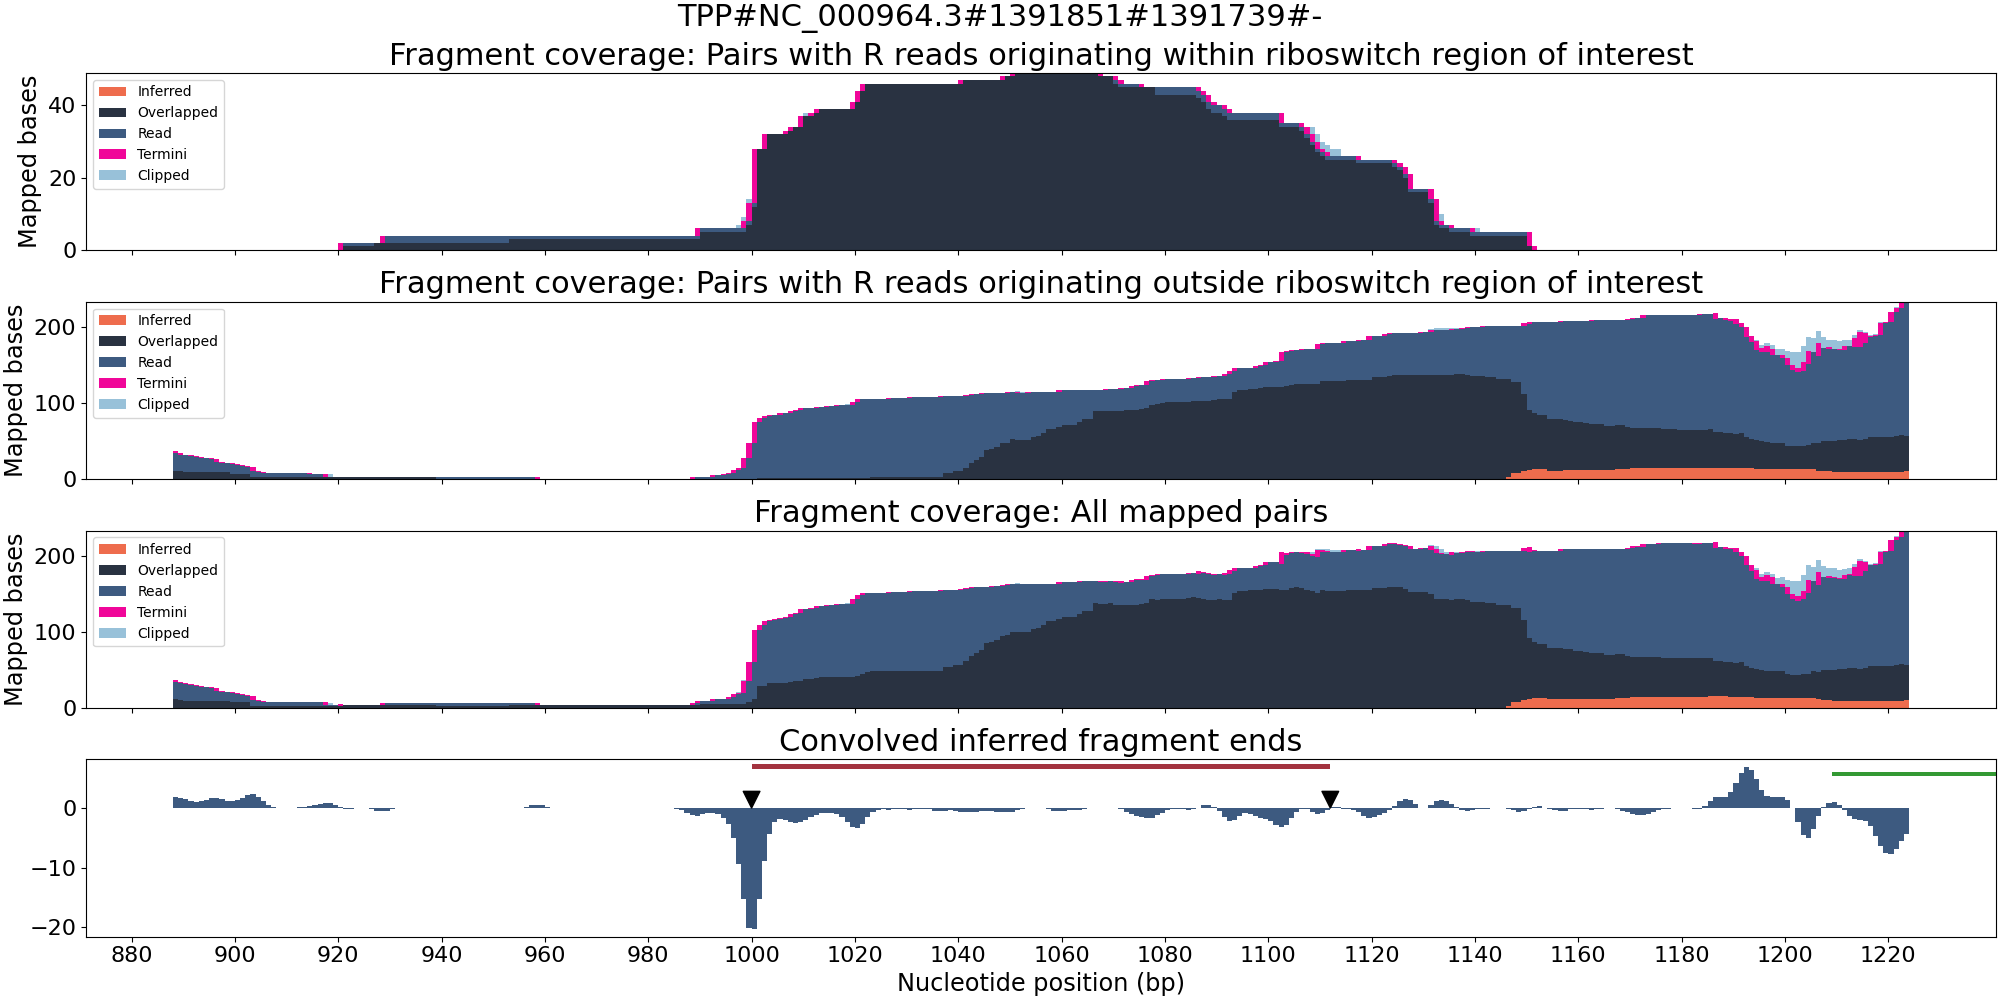 TPP#NC_000964.3#1391851#1391739#-
Fragment coverage: Pairs with R reads originating within riboswitch region of interest
Mapped bases
40
20
0
Inferred
Overlapped
Read
Termini
Clipped
Fragment coverage: Pairs with R reads originating outside riboswitch region of interest
Mapped bases
200
100
0
Inferred
Overlapped
Read
Termini
Clipped
Fragment coverage: All mapped pairs
Mapped bases
200
100
0
Inferred
Overlapped
Read
Termini
Clipped
Convolved inferred fragment ends
0
−10
−20
880 900 920 940 960 980 1000 1020 1040 1060 1080 1100 1120 1140 1160 1180 1200 1220
Nucleotide position (bp)